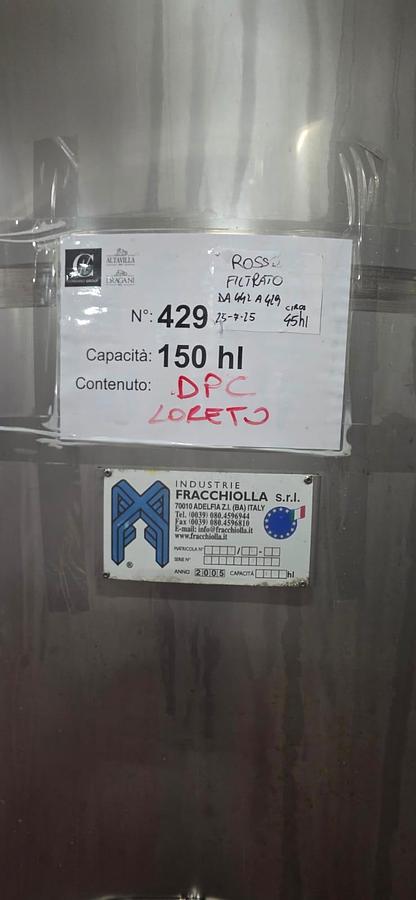 ALTAVILLA
DRAGANI
ROSSO
FILTRATO
DA 442 A 429
25-7-25
CIRCA
45hl
N°: 429
Capacità: 150 hl
Contenuto: DPC
LORETO
INDUSTRIE
FRACCHIOLLA s.r.l.
70010 ADELFIA Z.I. (BA) ITALY
Tel. (0039) 080.4596944
Fax (0039) 080.4596810
E-mail: info@fracchiolla.it
www.fracchiolla.it
MATRICOLA N°
SERIE N°
ANNO 2005 CAPACITÀ hl
®